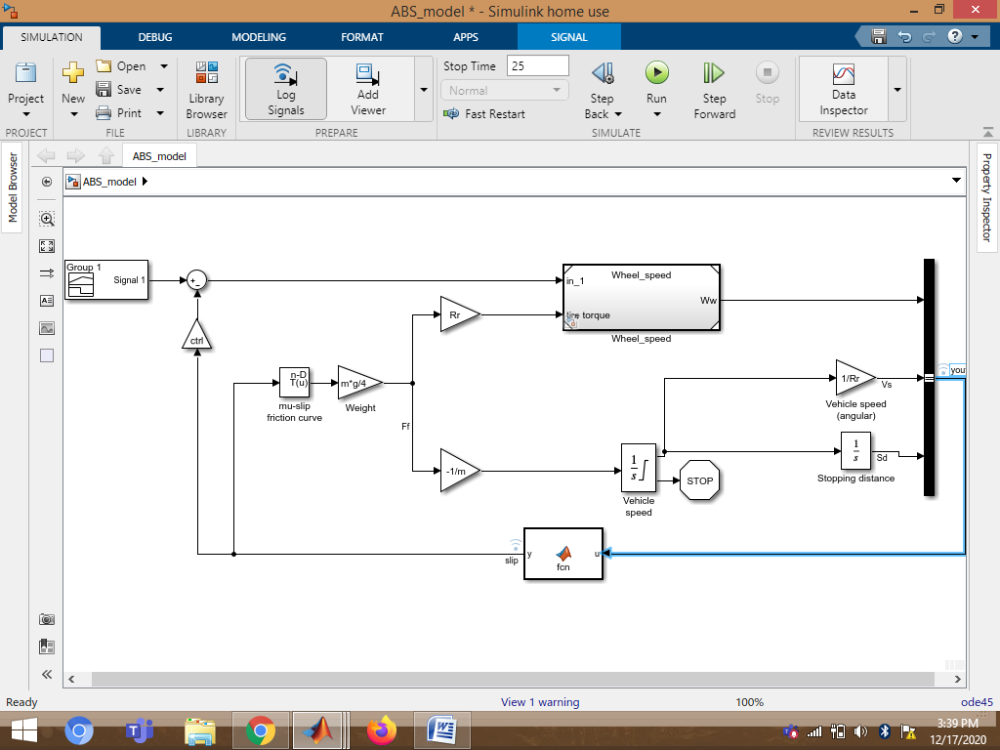 ABS_model * - Simulink home use
SIMULATION DEBUG MODELING FORMAT APPS SIGNAL
Project
New
Open
Save
Print
Library
Browser
Log
Signals
Add
Viewer
Stop Time 25
Normal
Fast Restart
Step
Back
Run
Step
Forward
Stop
Data
Inspector
PROJECT FILE LIBRARY PREPARE SIMULATE REVIEW RESULTS
Model Browser
ABS_model
ABS_model
Property Inspector
Group 1
Signal 1
+
-
ctrl
n-D
T(u)
mu-slip
friction curve
m*g/4
Weight
Ff
Rr
-1/m
in_1
Wheel_speed
Ww
tire torque
Wheel_speed
1
s
Vehicle
speed
STOP
1/Rr
Vs
Vehicle speed
(angular)
1
s
Sd
Stopping distance
you
slip
y
fcn
u
Ready View 1 warning 100% ode45
3:39 PM
12/17/2020